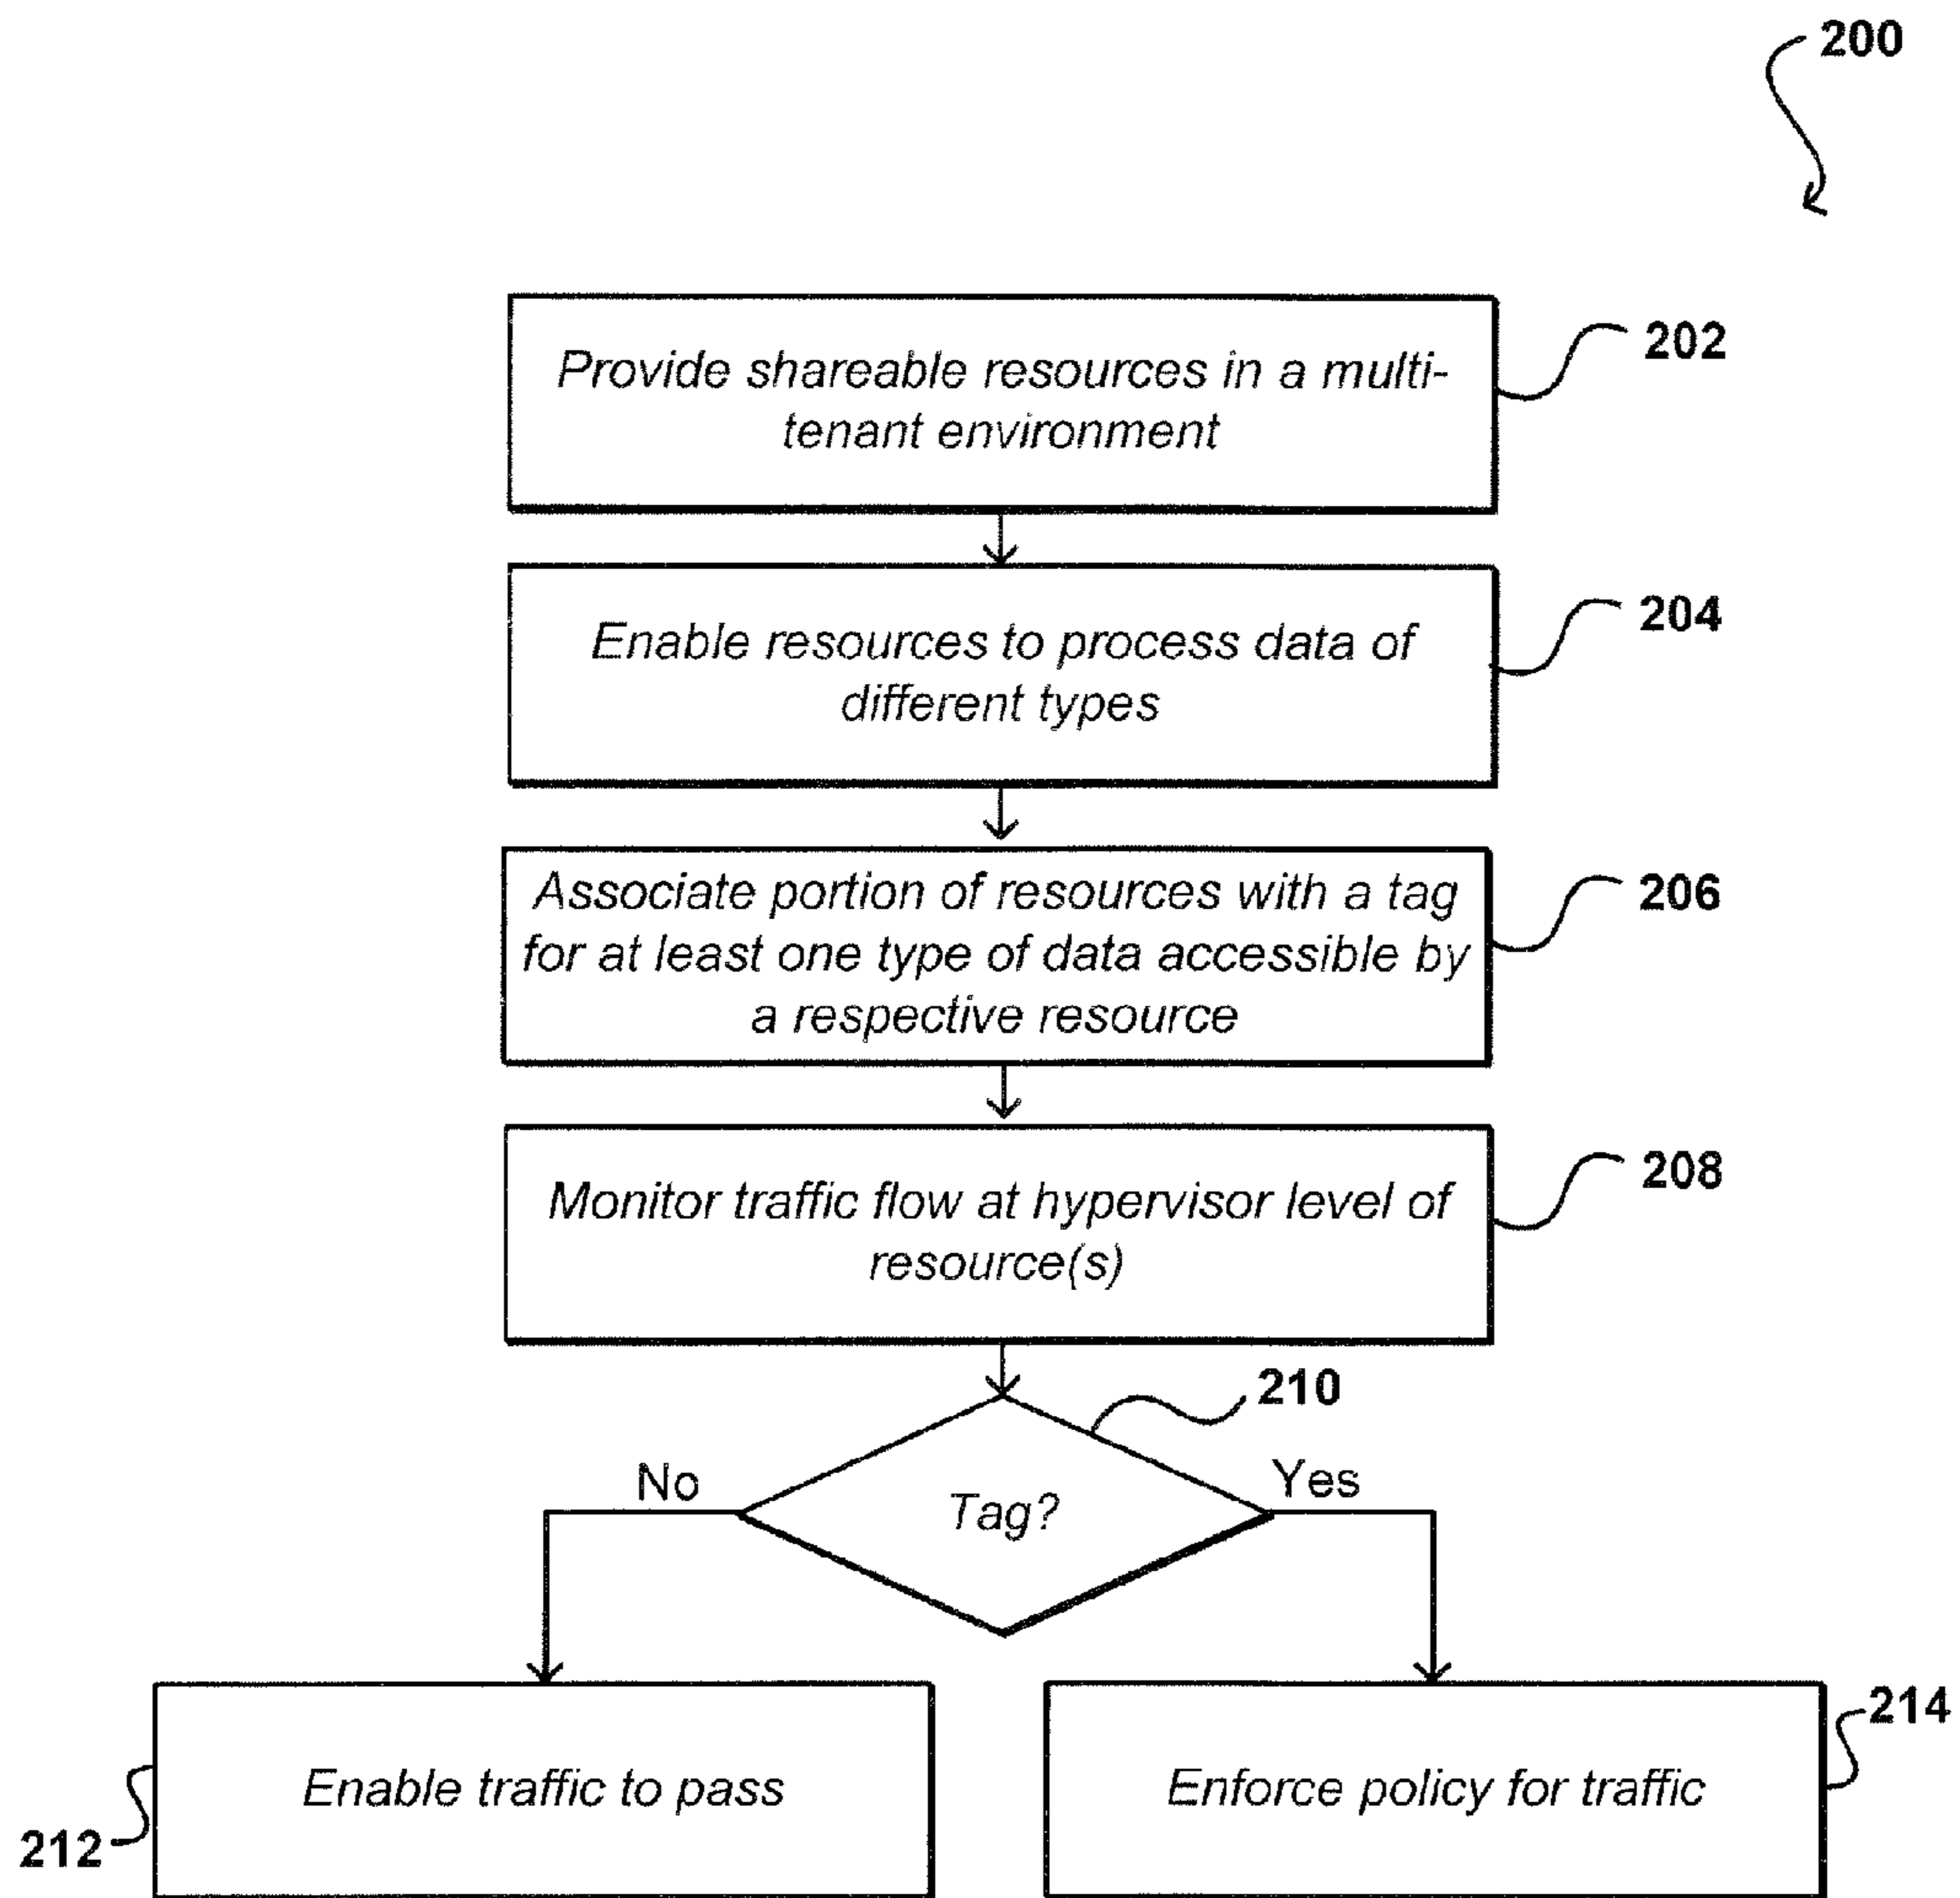 200
Provide shareable resources in a multi-
tenant environment
202
Enable resources to process data of
different types
204
Associate portion of resources with a tag
for at least one type of data accessible by
a respective resource
206
Monitor traffic flow at hypervisor level of
resource(s)
208
210
No
Tag?
Yes
Enable traffic to pass
212
Enforce policy for traffic
214